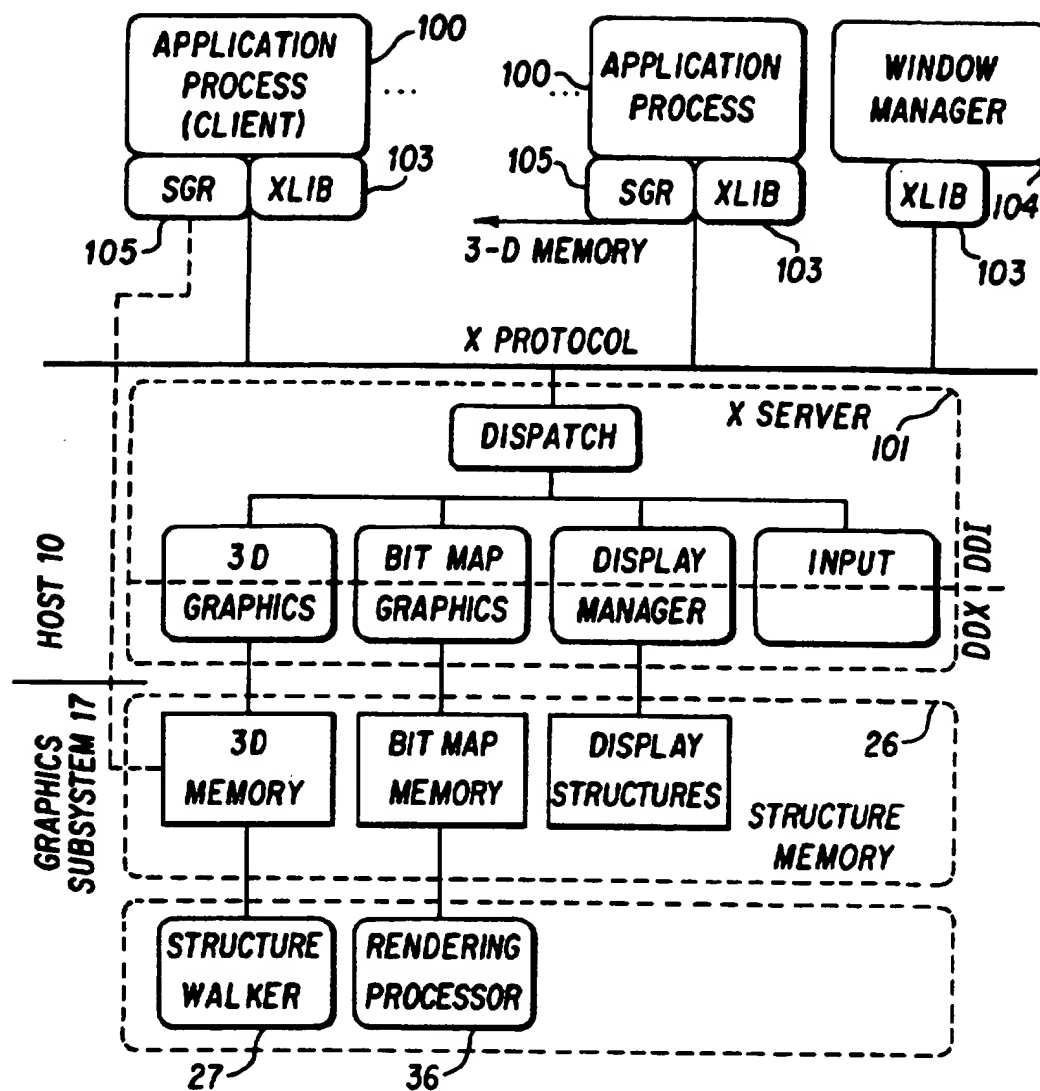 APPLICATION
PROCESS
(CLIENT)
100
...
100
...
APPLICATION
PROCESS
WINDOW
MANAGER
SGR
XLIB
103
105
SGR
XLIB
XLIB
104
105
3-D MEMORY
103
103
X PROTOCOL
X SERVER
101
DISPATCH
HOST 10
3D
GRAPHICS
BIT MAP
GRAPHICS
DISPLAY
MANAGER
INPUT
DDI
DDX
GRAPHICS
SUBSYSTEM 17
3D
MEMORY
BIT MAP
MEMORY
DISPLAY
STRUCTURES
26
STRUCTURE
MEMORY
STRUCTURE
WALKER
RENDERING
PROCESSOR
27
36